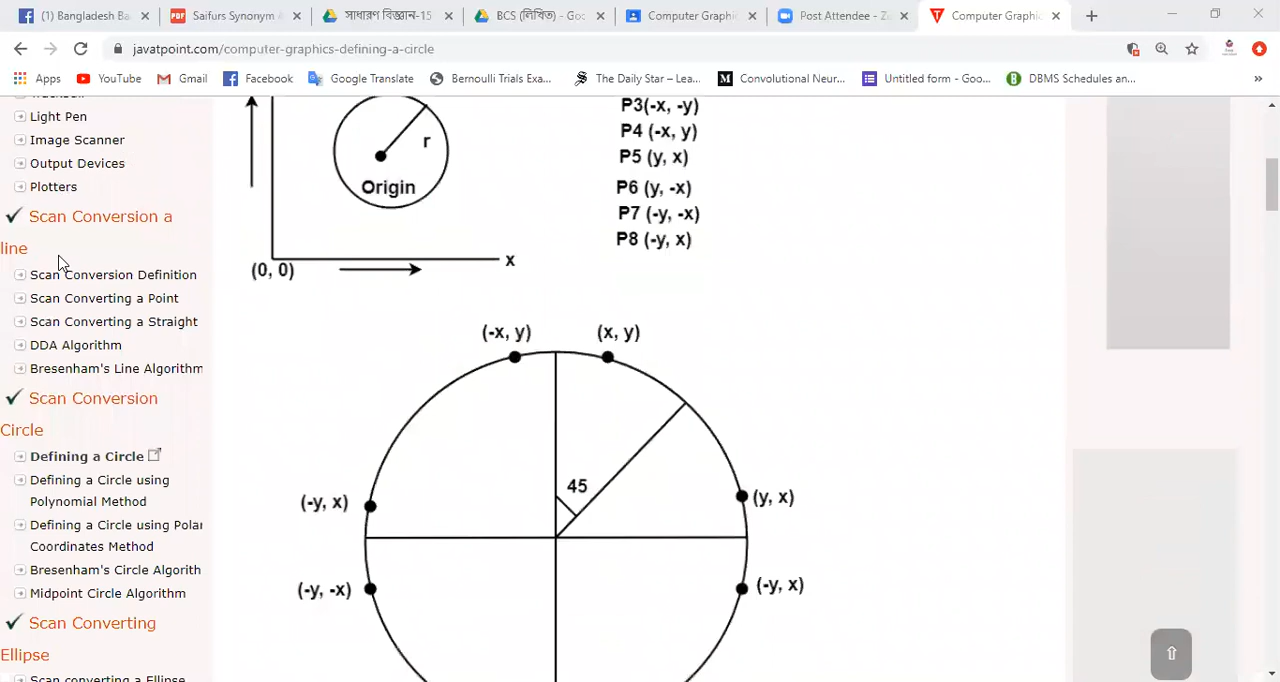 (1) Bangladesh Ba
Saifurs Synonym A
সাধারণ বিজ্ঞান-15
BCS (লিখিত) - Goo
Computer Graphi
Post Attendee - Zo
Computer Graphic
javatpoint.com/computer-graphics-defining-a-circle
Apps
YouTube
Gmail
Facebook
Google Translate
Bernoulli Trials Exa...
The Daily Star – Lea...
Convolutional Neur...
Untitled form - Goo...
DBMS Schedules an...
»
Light Pen
Image Scanner
Output Devices
Plotters
Scan Conversion a
line
Scan Conversion Definition
Scan Converting a Point
Scan Converting a Straight
DDA Algorithm
Bresenham's Line Algorithm
Scan Conversion
Circle
Defining a Circle
Defining a Circle using
Polynomial Method
Defining a Circle using Polar
Coordinates Method
Bresenham's Circle Algorith
Midpoint Circle Algorithm
Scan Converting
Ellipse
Scan converting a Ellipse
r
Origin
x
(0, 0)
P3(-x, -y)
P4 (-x, y)
P5 (y, x)
P6 (y, -x)
P7 (-y, -x)
P8 (-y, x)
(-x, y)
(x, y)
45
(-y, x)
(y, x)
(-y, -x)
(-y, x)